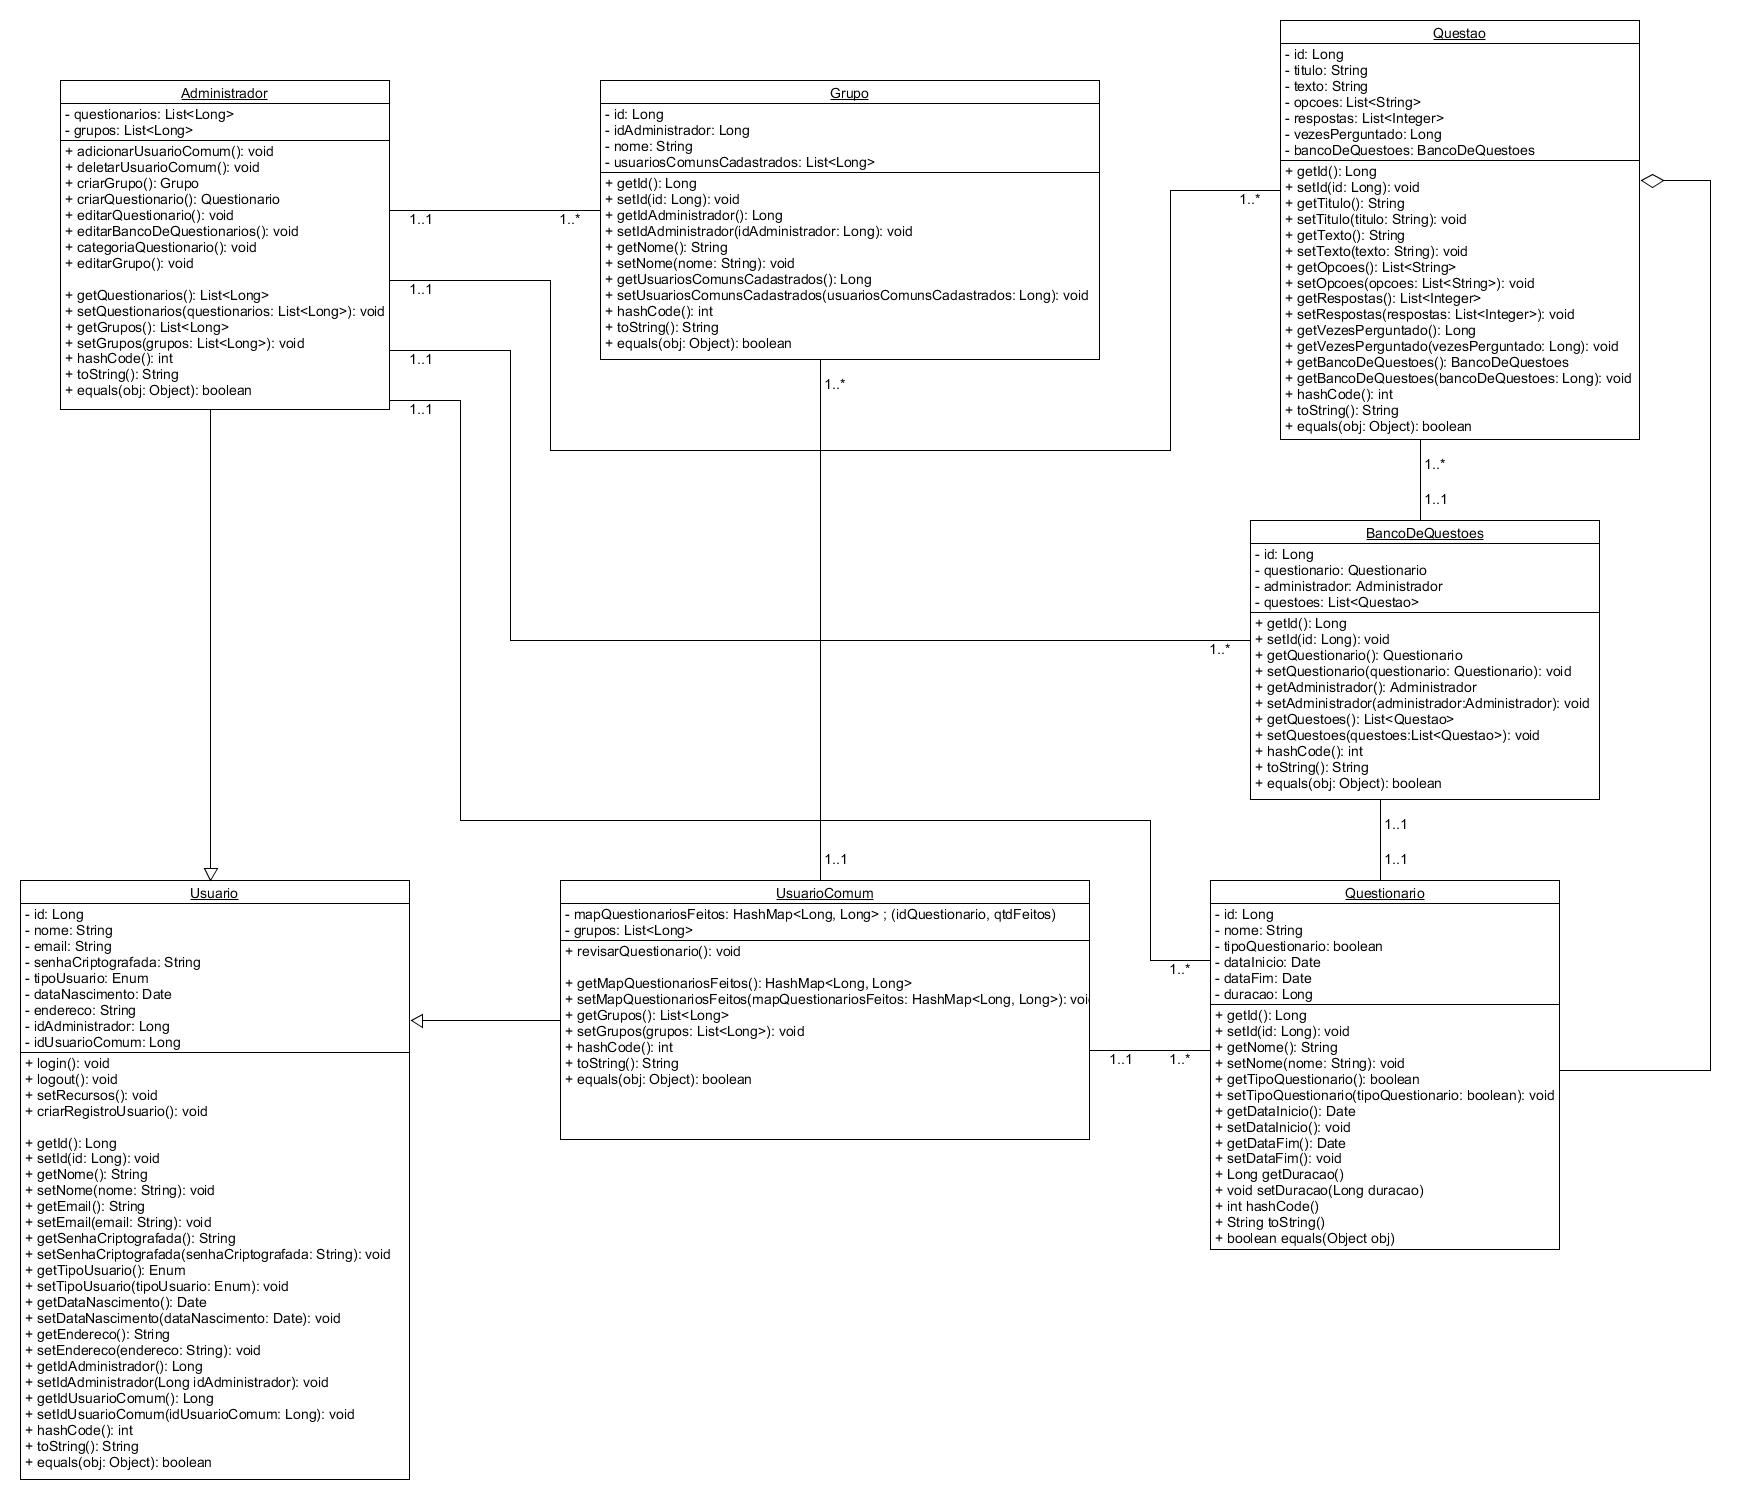 Administrador
- questionarios: List<Long>
- grupos: List<Long>
+ adicionarUsuarioComum(): void
+ deletarUsuarioComum(): void
+ criarGrupo(): Grupo
+ criarQuestionario(): Questionario
+ editarQuestionario(): void
+ editarBancoDeQuestionarios(): void
+ categoriaQuestionario(): void
+ editarGrupo(): void
+ getQuestionarios(): List<Long>
+ setQuestionarios(questionarios: List<Long>): void
+ getGrupos(): List<Long>
+ setGrupos(grupos: List<Long>): void
+ hashCode(): int
+ toString(): String
+ equals(obj: Object): boolean
1..1
1..*
1..1
1..1
1..1
Grupo
- id: Long
- idAdministrador: Long
- nome: String
- usuariosComunsCadastrados: List<Long>
+ getId(): Long
+ setId(id: Long): void
+ getIdAdministrador(): Long
+ setIdAdministrador(idAdministrador: Long): void
+ getNome(): String
+ setNome(nome: String): void
+ getUsuariosComunsCadastrados(): Long
+ setUsuariosComunsCadastrados(usuariosComunsCadastrados: Long): void
+ hashCode(): int
+ toString(): String
+ equals(obj: Object): boolean
1..*
1..*
Questao
- id: Long
- titulo: String
- texto: String
- opcoes: List<String>
- respostas: List<Integer>
- vezesPerguntado: Long
- bancoDeQuestoes: BancoDeQuestoes
+ getId(): Long
+ setId(id: Long): void
+ getTitulo(): String
+ setTitulo(titulo: String): void
+ getTexto(): String
+ setTexto(texto: String): void
+ getOpcoes(): List<String>
+ setOpcoes(opcoes: List<String>): void
+ getRespostas(): List<Integer>
+ setRespostas(respostas: List<Integer>): void
+ getVezesPerguntado(): Long
+ getVezesPerguntado(vezesPerguntado: Long): void
+ getBancoDeQuestoes(): BancoDeQuestoes
+ getBancoDeQuestoes(bancoDeQuestoes: Long): void
+ hashCode(): int
+ toString(): String
+ equals(obj: Object): boolean
1..*
1..1
BancoDeQuestoes
- id: Long
- questionario: Questionario
- administrador: Administrador
- questoes: List<Questao>
+ getId(): Long
+ setId(id: Long): void
+ getQuestionario(): Questionario
+ setQuestionario(questionario: Questionario): void
+ getAdministrador(): Administrador
+ setAdministrador(administrador:Administrador): void
+ getQuestoes(): List<Questao>
+ setQuestoes(questoes:List<Questao>): void
+ hashCode(): int
+ toString(): String
+ equals(obj: Object): boolean
1..*
1..1
1..1
1..1
Usuario
- id: Long
- nome: String
- email: String
- senhaCriptografada: String
- tipoUsuario: Enum
- dataNascimento: Date
- endereco: String
- idAdministrador: Long
- idUsuarioComum: Long
+ login(): void
+ logout(): void
+ setRecursos(): void
+ criarRegistroUsuario(): void
+ getId(): Long
+ setId(id: Long): void
+ getNome(): String
+ setNome(nome: String): void
+ getEmail(): String
+ setEmail(email: String): void
+ getSenhaCriptografada(): String
+ setSenhaCriptografada(senhaCriptografada: String): void
+ getTipoUsuario(): Enum
+ setTipoUsuario(tipoUsuario: Enum): void
+ getDataNascimento(): Date
+ setDataNascimento(dataNascimento: Date): void
+ getEndereco(): String
+ setEndereco(endereco: String): void
+ getIdAdministrador(): Long
+ setIdAdministrador(Long idAdministrador): void
+ getIdUsuarioComum(): Long
+ setIdUsuarioComum(idUsuarioComum: Long): void
+ hashCode(): int
+ toString(): String
+ equals(obj: Object): boolean
UsuarioComum
- mapQuestionariosFeitos: HashMap<Long, Long> ; (idQuestionario, qtdFeitos)
- grupos: List<Long>
+ revisarQuestionario(): void
+ getMapQuestionariosFeitos(): HashMap<Long, Long>
+ setMapQuestionariosFeitos(mapQuestionariosFeitos: HashMap<Long, Long>): voi
+ getGrupos(): List<Long>
+ setGrupos(grupos: List<Long>): void
+ hashCode(): int
+ toString(): String
+ equals(obj: Object): boolean
1..*
1..1
1..*
Questionario
- id: Long
- nome: String
- tipoQuestionario: boolean
- dataInicio: Date
- dataFim: Date
- duracao: Long
+ getId(): Long
+ setId(id: Long): void
+ getNome(): String
+ setNome(nome: String): void
+ getTipoQuestionario(): boolean
+ setTipoQuestionario(tipoQuestionario: boolean): void
+ getDataInicio(): Date
+ setDataInicio(): void
+ getDataFim(): Date
+ setDataFim(): void
+ Long getDuracao()
+ void setDuracao(Long duracao)
+ int hashCode()
+ String toString()
+ boolean equals(Object obj)